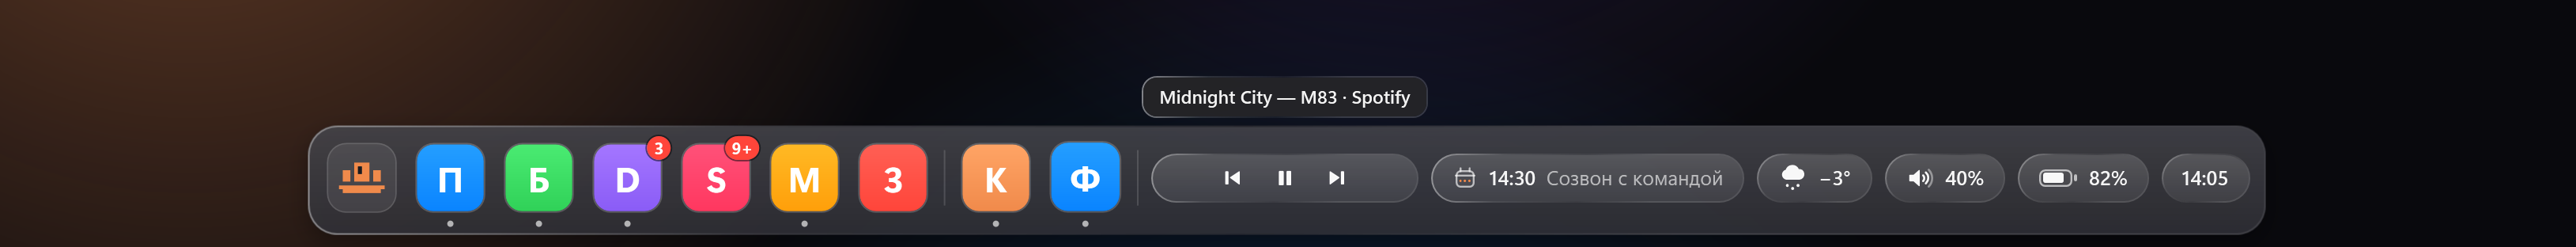 Midnight City — M83 · Spotify
П Б D 3 S 9+ М З К Ф 14:30 Созвон с командой −3° 40% 82% 14:05